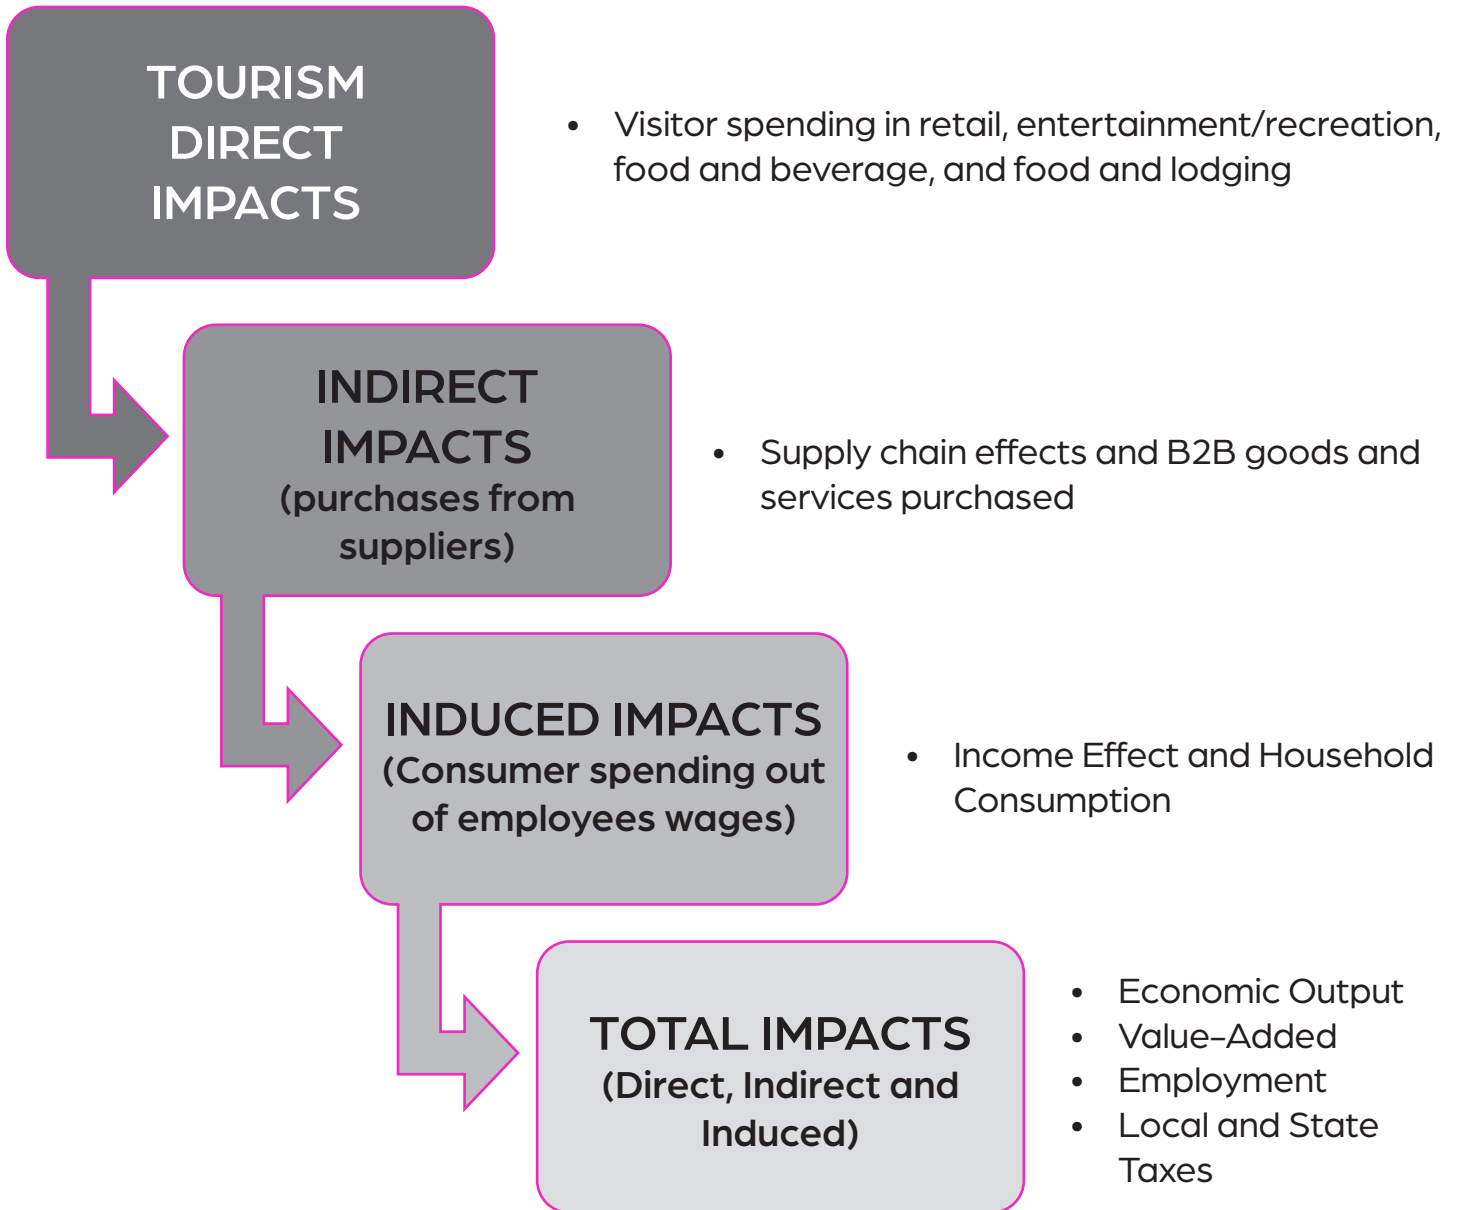 TOURISM
DIRECT
IMPACTS
• Visitor spending in retail, entertainment/recreation,
food and beverage, and food and lodging
INDIRECT
IMPACTS
(purchases from
suppliers)
• Supply chain effects and B2B goods and
services purchased
INDUCED IMPACTS
(Consumer spending out
of employees wages)
• Income Effect and Household
Consumption
TOTAL IMPACTS
(Direct, Indirect and
Induced)
• Economic Output
• Value-Added
• Employment
• Local and State
Taxes